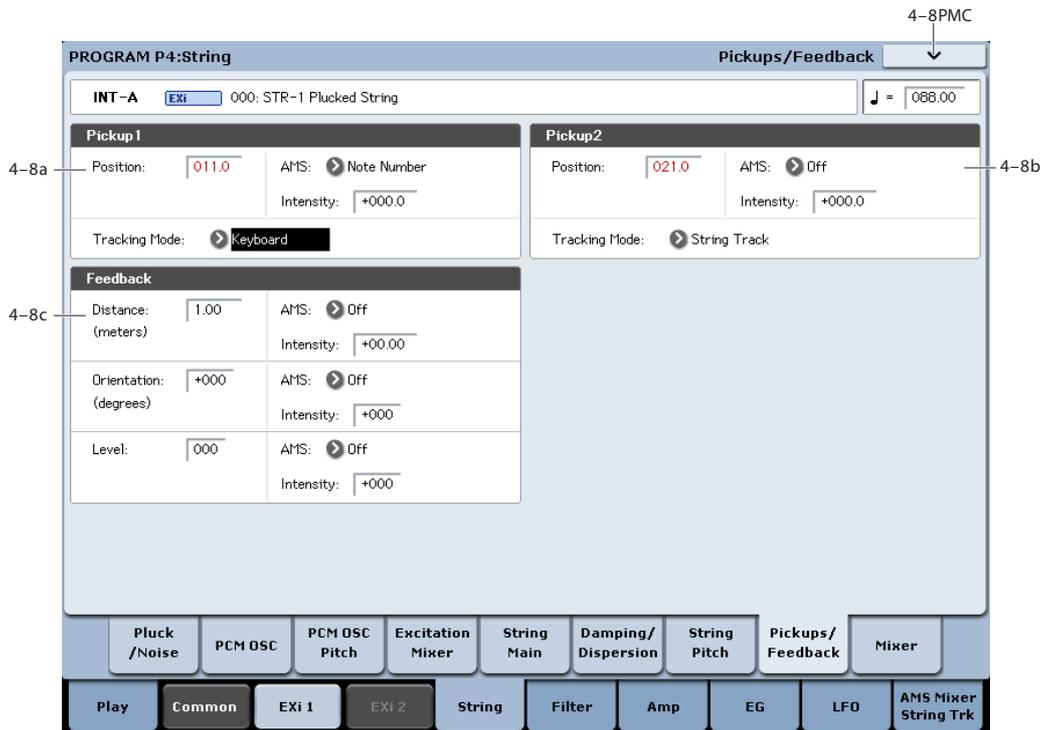 4–8PMC
PROGRAM P4:String Pickups/Feedback
INT-A EXi 000: STR-1 Plucked String ♩ = 088.00
Pickup1 Pickup2
4–8a Position: 011.0 AMS: Note Number Position: 021.0 AMS: Off 4–8b
Intensity: +000.0 Intensity: +000.0
Tracking Mode: Keyboard Tracking Mode: String Track
Feedback
4–8c Distance: 1.00 AMS: Off
(meters)
Intensity: +00.00
Orientation: +000 AMS: Off
(degrees)
Intensity: +000
Level: 000 AMS: Off
Intensity: +000
Pluck /Noise PCM OSC PCM OSC Pitch Excitation Mixer String Main Damping/ Dispersion String Pitch Pickups/ Feedback Mixer
Play Common EXi 1 EXi 2 String Filter Amp EG LFO AMS Mixer String Trk